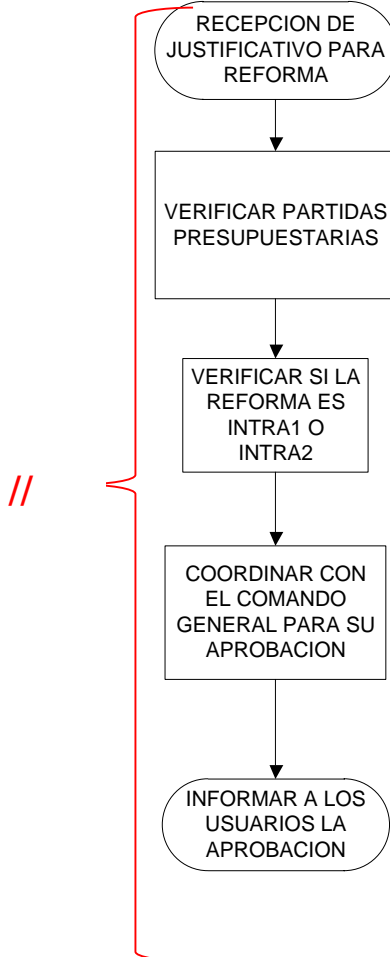 RECEPCION DE
JUSTIFICATIVO PARA
REFORMA
VERIFICAR PARTIDAS
PRESUPUESTARIAS
VERIFICAR SI LA
REFORMA ES
INTRA1 O
INTRA2
//
COORDINAR CON
EL COMANDO
GENERAL PARA SU
APROBACION
INFORMAR A LOS
USUARIOS LA
APROBACION